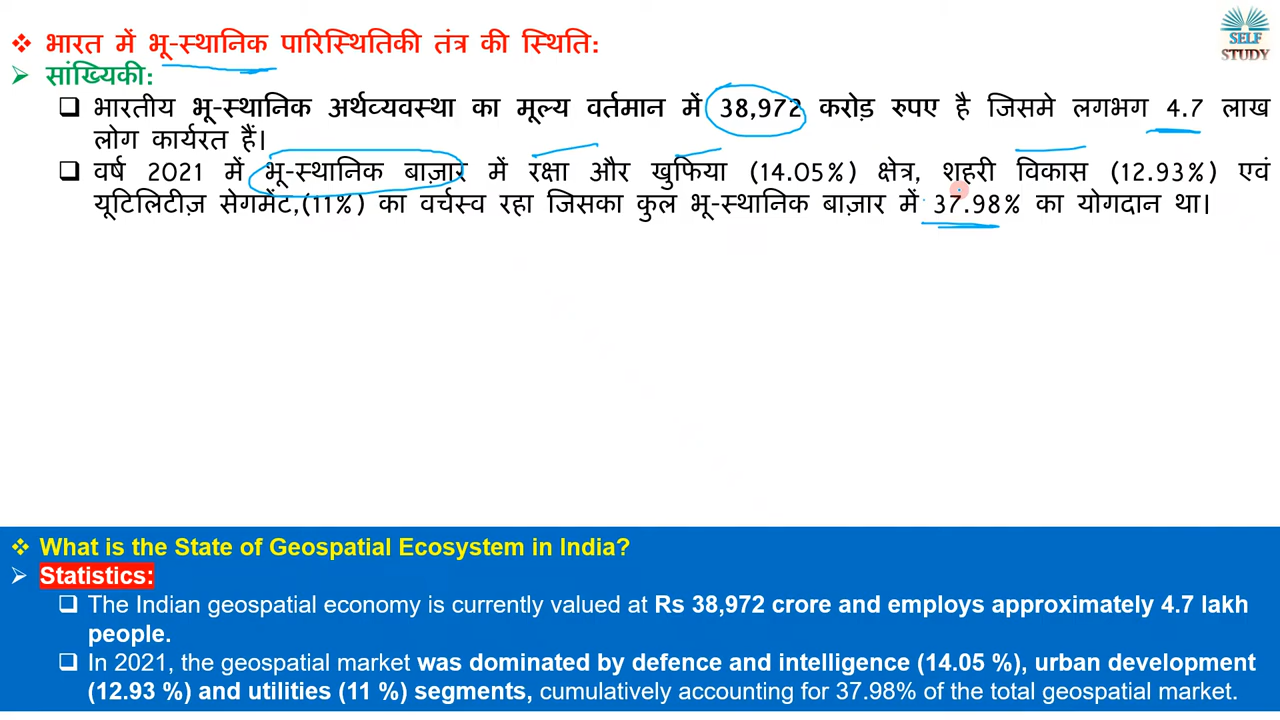 ❖ भारत में भू-स्थानिक पारिस्थितिकी तंत्र की स्थिति:
SELF
STUDY
➢ सांख्यिकी:
❑ भारतीय भू-स्थानिक अर्थव्यवस्था का मूल्य वर्तमान में 38,972 करोड़ रुपए है जिसमे लगभग 4.7 लाख
लोग कार्यरत हैं।
❑ वर्ष 2021 में भू-स्थानिक बाज़ार में रक्षा और खुफिया (14.05%) क्षेत्र, शहरी विकास (12.93%) एवं
यूटिलिटीज़ सेगमेंट,(11%) का वर्चस्व रहा जिसका कुल भू-स्थानिक बाज़ार में 37.98% का योगदान था।
❖ What is the State of Geospatial Ecosystem in India?
➢ Statistics:
❑ The Indian geospatial economy is currently valued at Rs 38,972 crore and employs approximately 4.7 lakh
people.
❑ In 2021, the geospatial market was dominated by defence and intelligence (14.05 %), urban development
(12.93 %) and utilities (11 %) segments, cumulatively accounting for 37.98% of the total geospatial market.